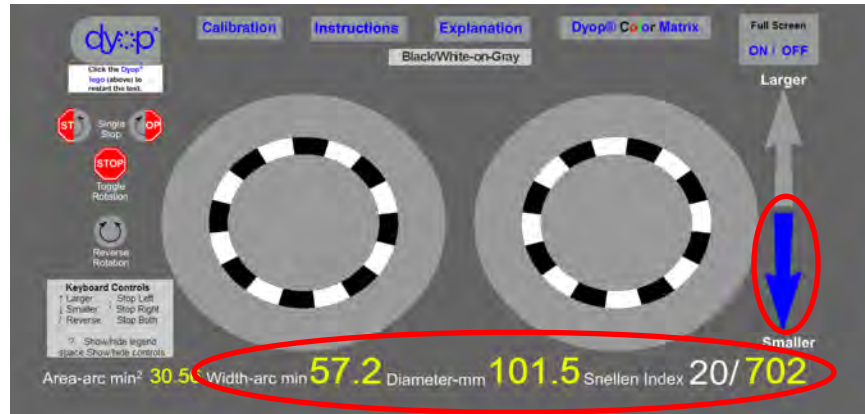 Calibration Instructions Explanation Dyop® Color Matrix Full Screen
dyop
ON / OFF
Black/White-on-Gray
Click the Dyop®
logo (above) to
restart the test.
Larger
ST Single OP
Stop
STOP
Toggle
Rotation
Reverse
Rotation
Keyboard Controls
↑ Larger Stop Left
↓ Smaller Stop Right
/ Reverse Stop Both
? Show/hide legend
space Show/hide controls
Smaller
Area-arc min² 30.56 Width-arc min 57.2 Diameter-mm 101.5 Snellen Index 20/702